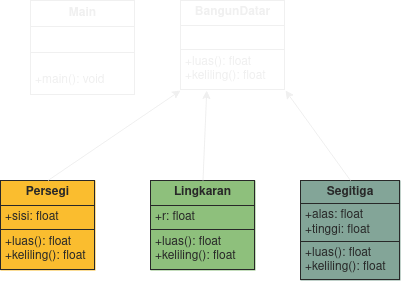 Main
+main(): void
BangunDatar
+luas(): float
+keliling(): float
Persegi
+sisi: float
+luas(): float
+keliling(): float
Lingkaran
+r: float
+luas(): float
+keliling(): float
Segitiga
+alas: float
+tinggi: float
+luas(): float
+keliling(): float